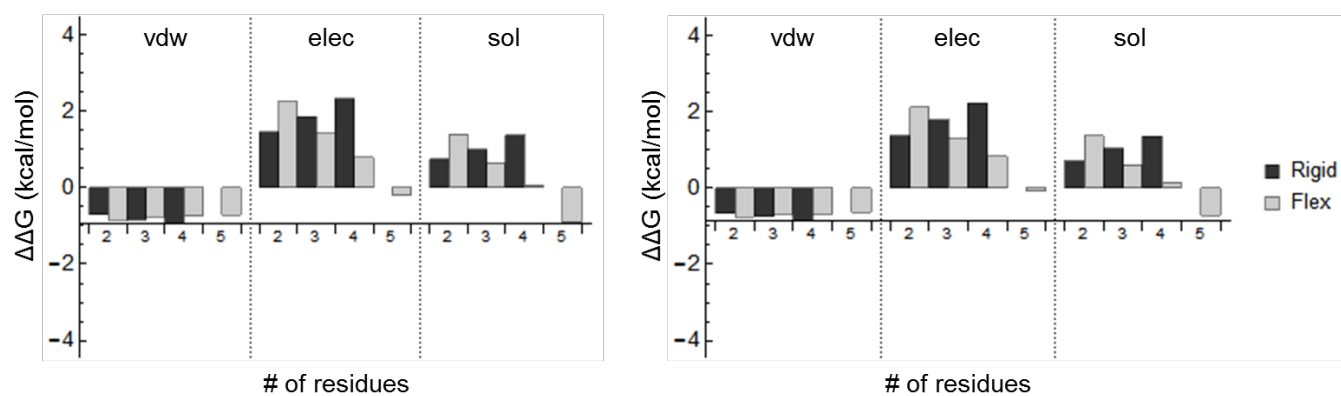 ΔΔG (kcal/mol)
4
2
0
−2
−4
vdw elec sol
2 3 4 5 2 3 4 5 2 3 4 5
# of residues
ΔΔG (kcal/mol)
4
2
0
−2
−4
vdw elec sol
2 3 4 5 2 3 4 5 2 3 4 5
# of residues
Rigid
Flex